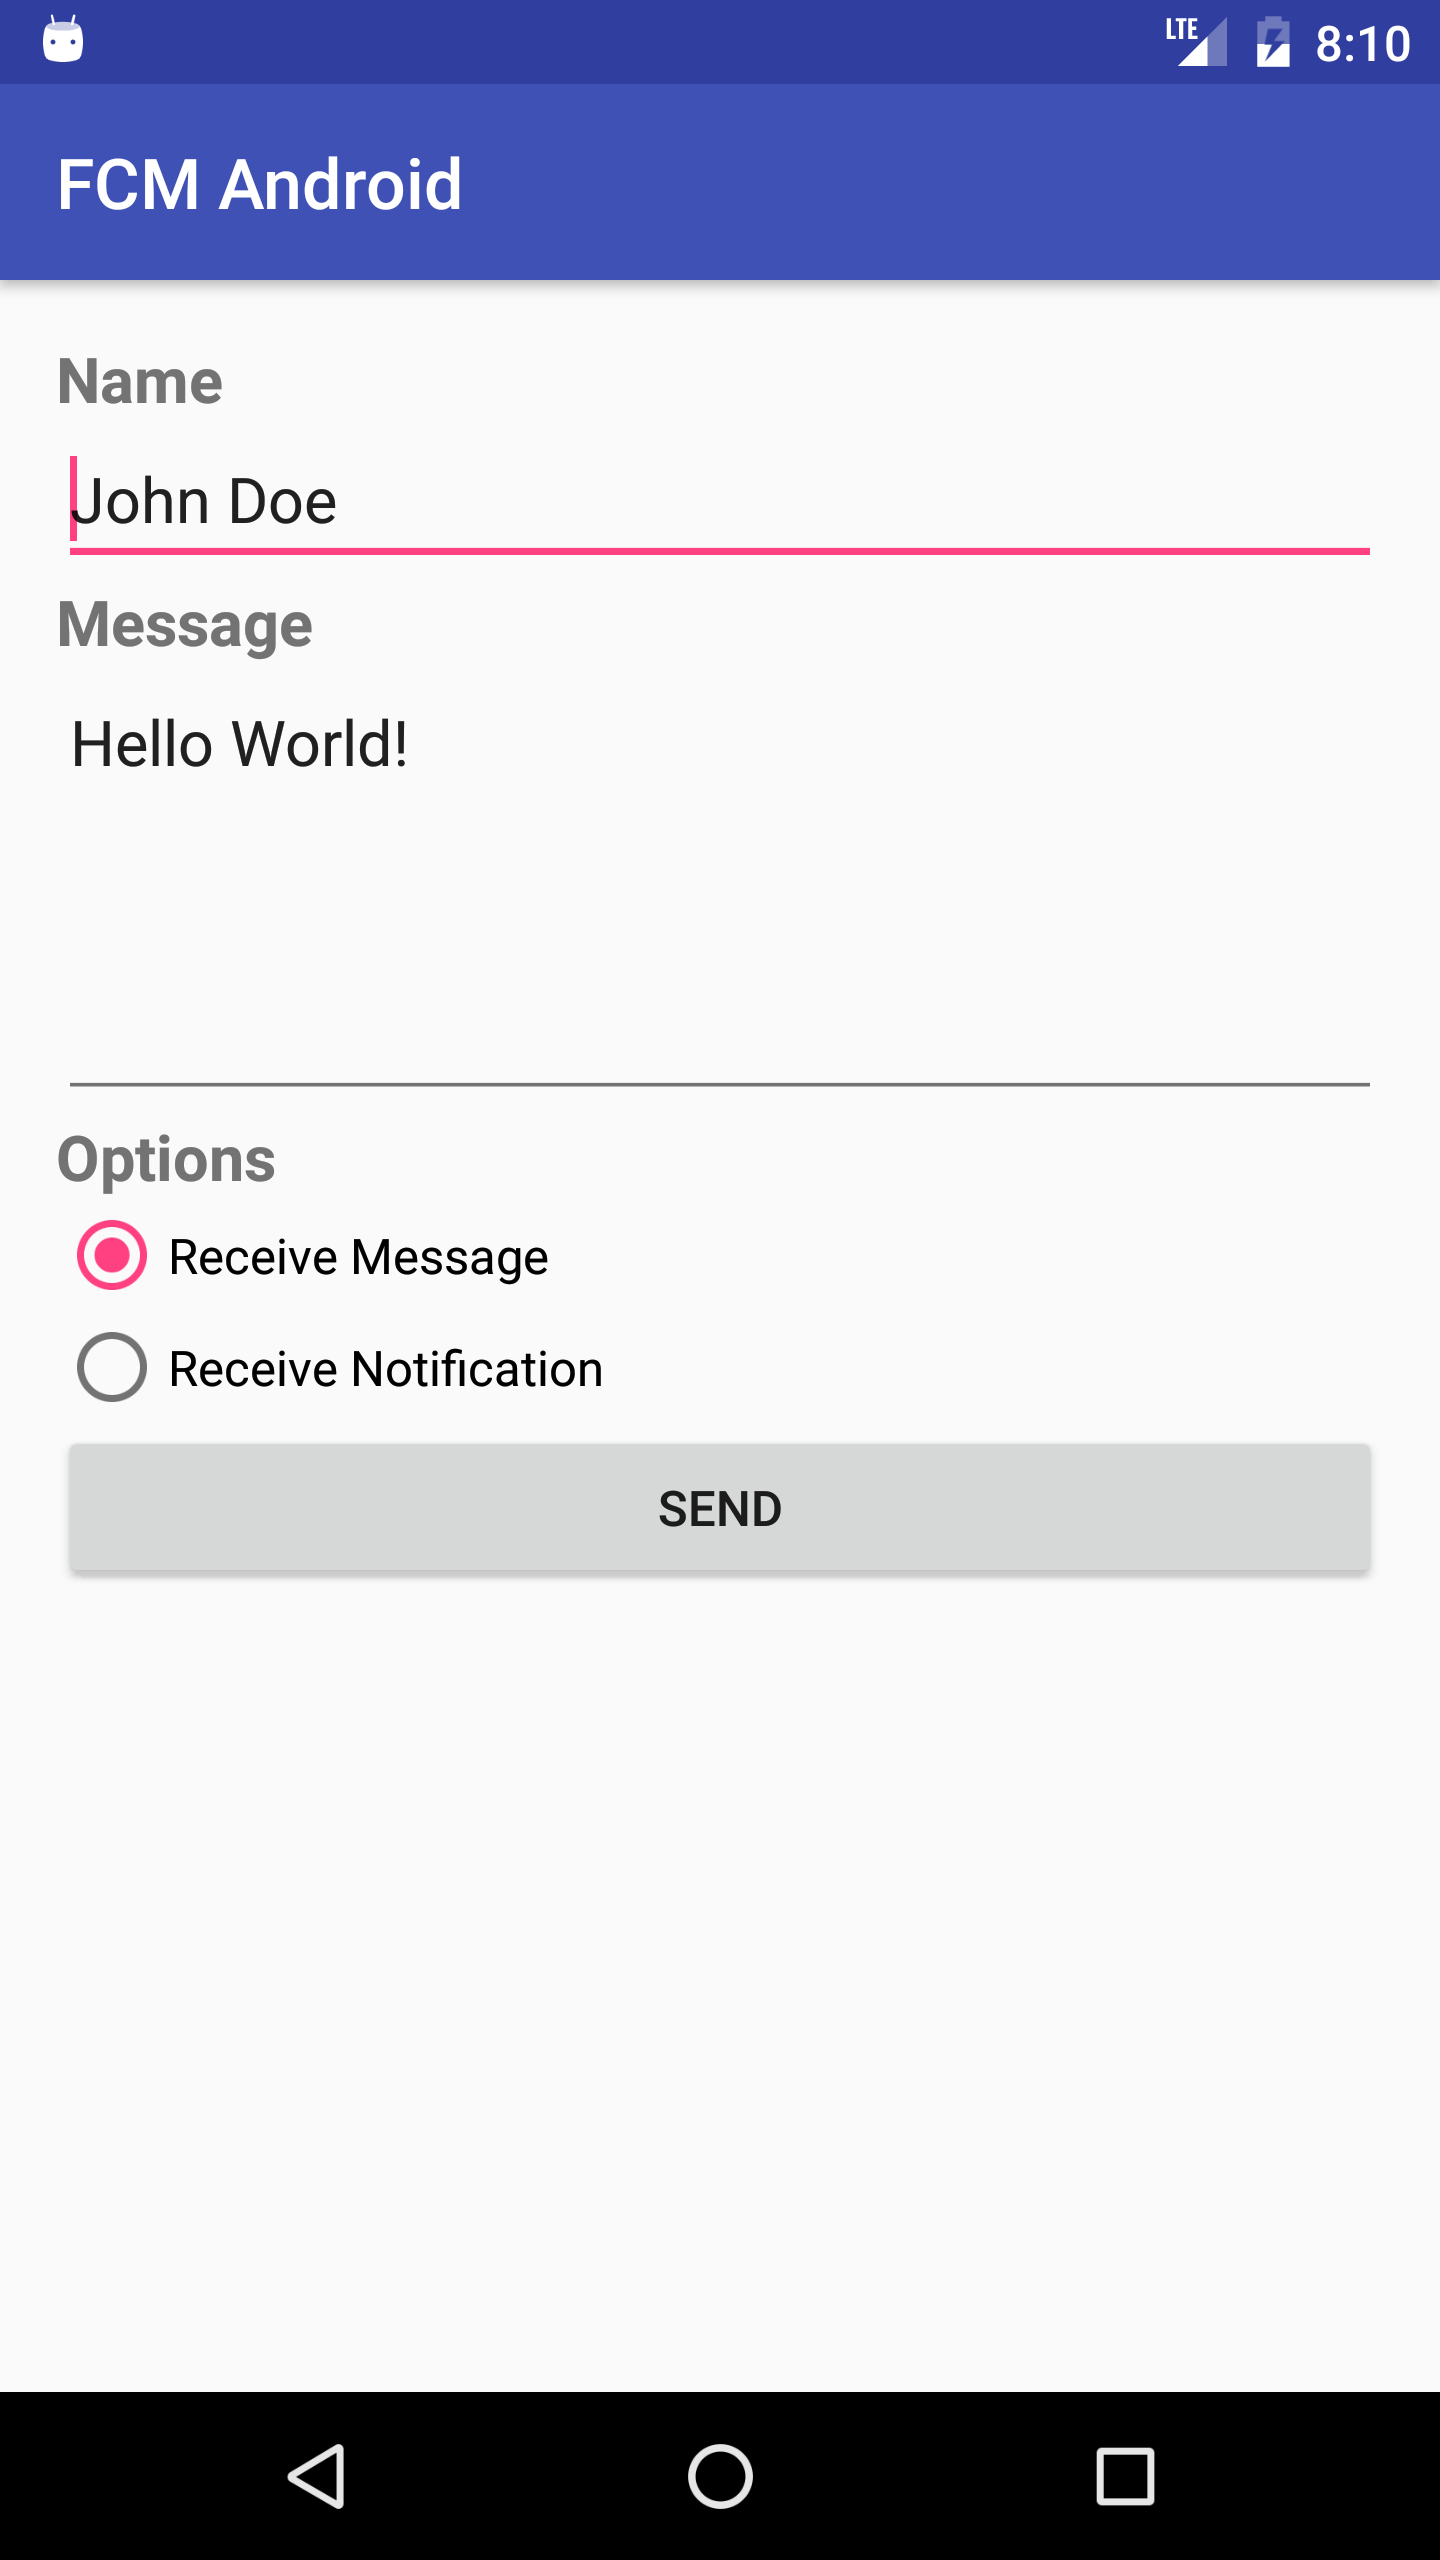 LTE 8:10
FCM Android
Name
John Doe
Message
Hello World!
Options
Receive Message
Receive Notification
SEND